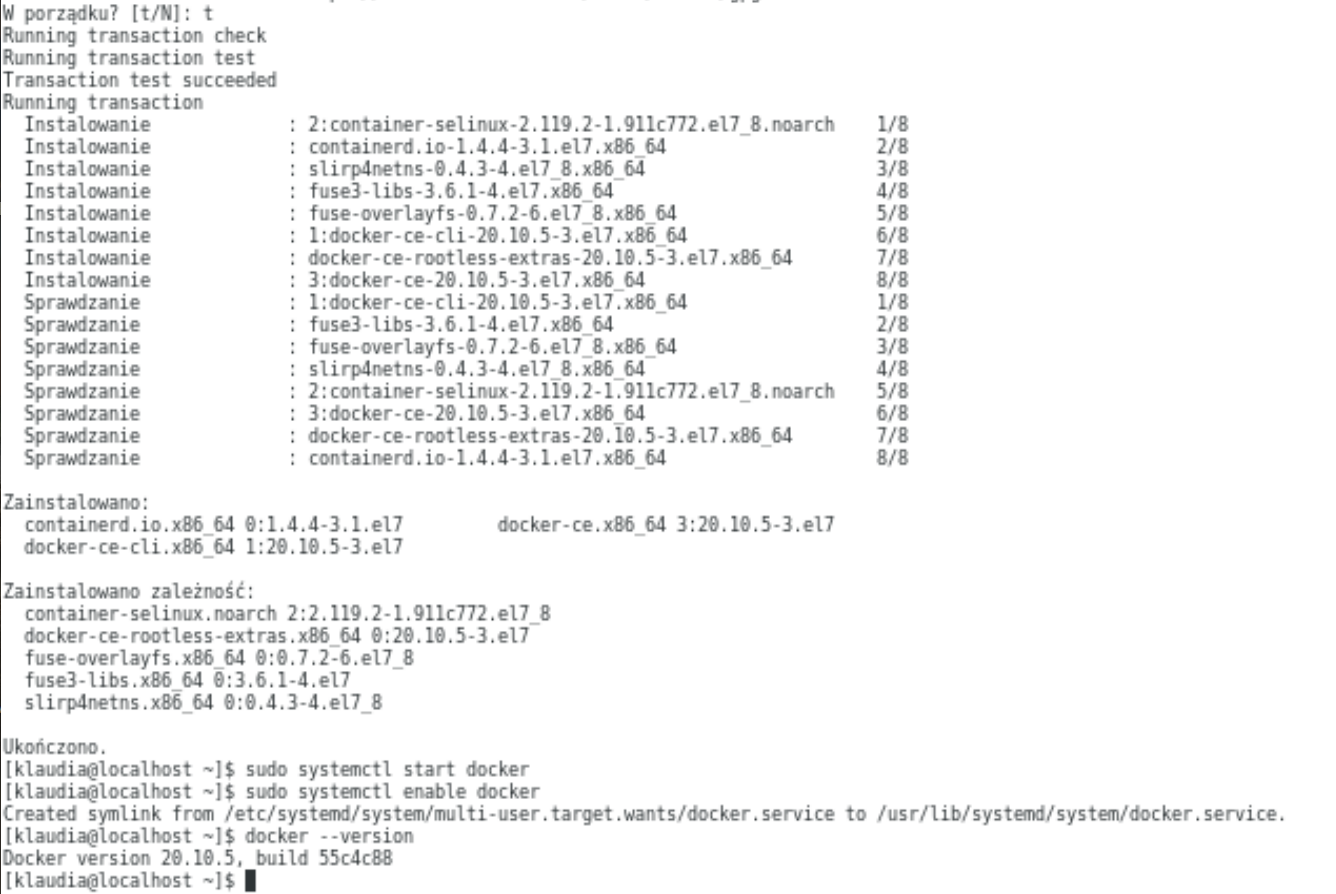 W porządku? [t/N]: t
Running transaction check
Running transaction test
Transaction test succeeded
Running transaction
  Instalowanie             : 2:container-selinux-2.119.2-1.911c772.el7_8.noarch    1/8
  Instalowanie             : containerd.io-1.4.4-3.1.el7.x86_64                    2/8
  Instalowanie             : slirp4netns-0.4.3-4.el7_8.x86_64                      3/8
  Instalowanie             : fuse3-libs-3.6.1-4.el7.x86_64                         4/8
  Instalowanie             : fuse-overlayfs-0.7.2-6.el7_8.x86_64                   5/8
  Instalowanie             : 1:docker-ce-cli-20.10.5-3.el7.x86_64                  6/8
  Instalowanie             : docker-ce-rootless-extras-20.10.5-3.el7.x86_64        7/8
  Instalowanie             : 3:docker-ce-20.10.5-3.el7.x86_64                      8/8
  Sprawdzanie              : 1:docker-ce-cli-20.10.5-3.el7.x86_64                  1/8
  Sprawdzanie              : fuse3-libs-3.6.1-4.el7.x86_64                         2/8
  Sprawdzanie              : fuse-overlayfs-0.7.2-6.el7_8.x86_64                   3/8
  Sprawdzanie              : slirp4netns-0.4.3-4.el7_8.x86_64                      4/8
  Sprawdzanie              : 2:container-selinux-2.119.2-1.911c772.el7_8.noarch    5/8
  Sprawdzanie              : 3:docker-ce-20.10.5-3.el7.x86_64                      6/8
  Sprawdzanie              : docker-ce-rootless-extras-20.10.5-3.el7.x86_64        7/8
  Sprawdzanie              : containerd.io-1.4.4-3.1.el7.x86_64                    8/8

Zainstalowano:
  containerd.io.x86_64 0:1.4.4-3.1.el7         docker-ce.x86_64 3:20.10.5-3.el7
  docker-ce-cli.x86_64 1:20.10.5-3.el7

Zainstalowano zależność:
  container-selinux.noarch 2:2.119.2-1.911c772.el7_8
  docker-ce-rootless-extras.x86_64 0:20.10.5-3.el7
  fuse-overlayfs.x86_64 0:0.7.2-6.el7_8
  fuse3-libs.x86_64 0:3.6.1-4.el7
  slirp4netns.x86_64 0:0.4.3-4.el7_8

Ukończono.
[klaudia@localhost ~]$ sudo systemctl start docker
[klaudia@localhost ~]$ sudo systemctl enable docker
Created symlink from /etc/systemd/system/multi-user.target.wants/docker.service to /usr/lib/systemd/system/docker.service.
[klaudia@localhost ~]$ docker --version
Docker version 20.10.5, build 55c4c88
[klaudia@localhost ~]$